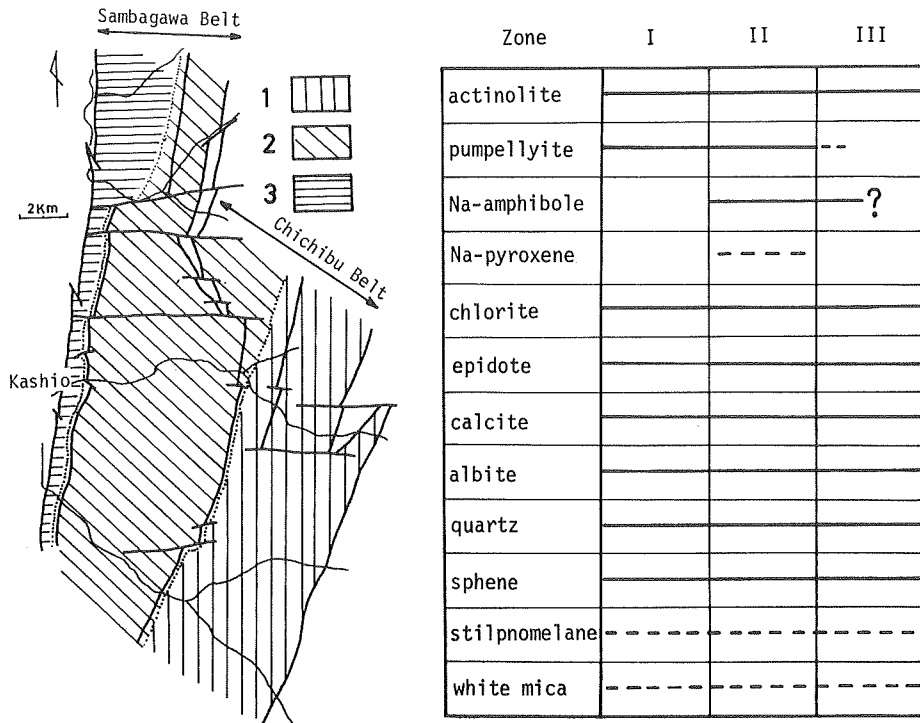 Sambagawa Belt
1
2
3
2Km
Chichibu Belt
Kashio
Zone I II III
actinolite
pumpellyite
Na-amphibole ?
Na-pyroxene
chlorite
epidote
calcite
albite
quartz
sphene
stilpnomelane
white mica